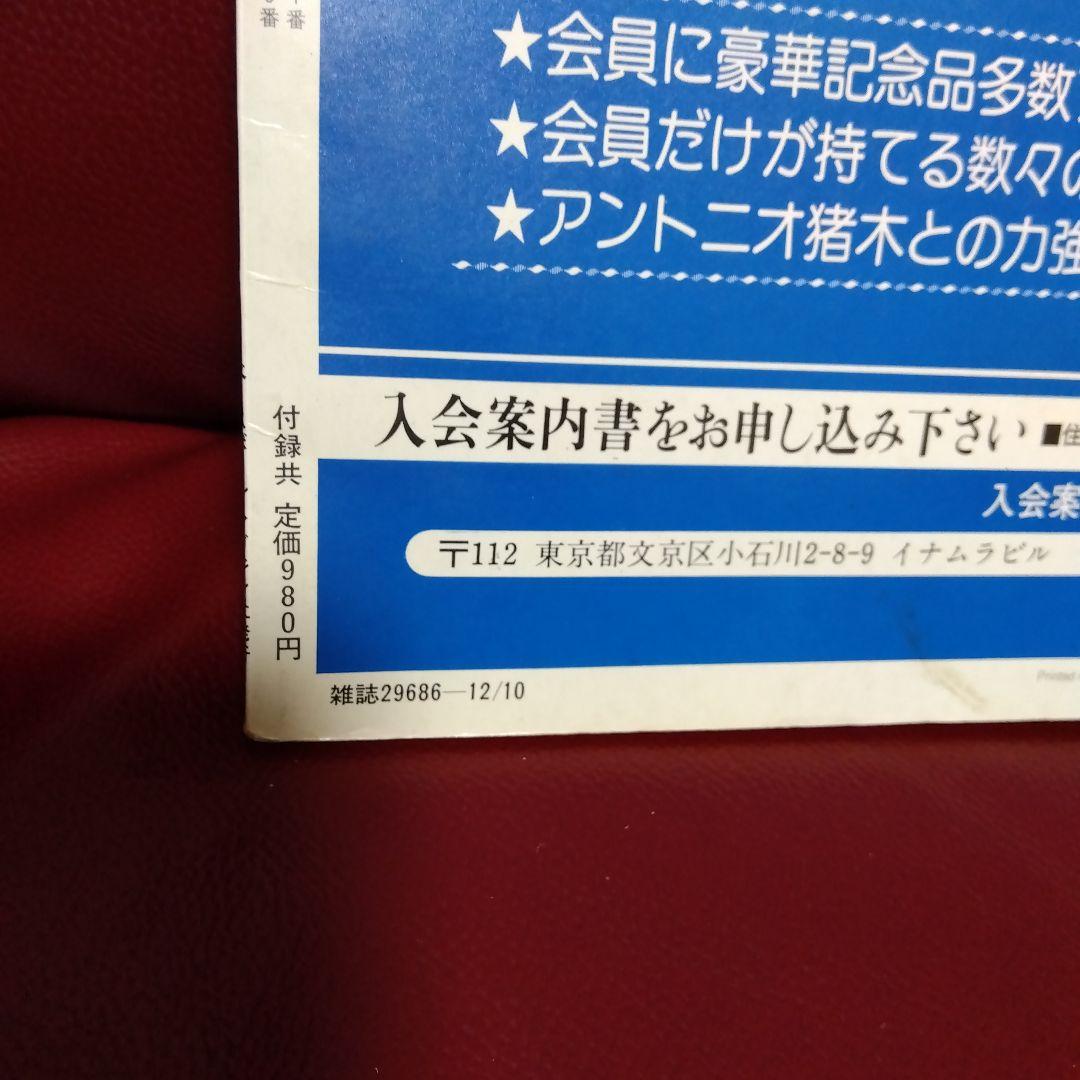 番
番
★会員に豪華記念品多数
★会員だけが持てる数々の
★アントニオ猪木との力強
入会案内書をお申し込み下さい ■住
入会案
〒112 東京都文京区小石川2-8-9 イナムラビル
付録共 定価980円
雑誌29686—12/10
Printed